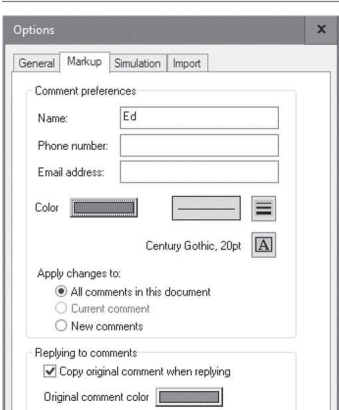 Options x
General Markup Simulation Import
Comment preferences
Name: Ed
Phone number:
Email address:
Color
Century Gothic, 20pt A
Apply changes to:
All comments in this document
Current comment
New comments
Replying to comments
Copy original comment when replying
Original comment color